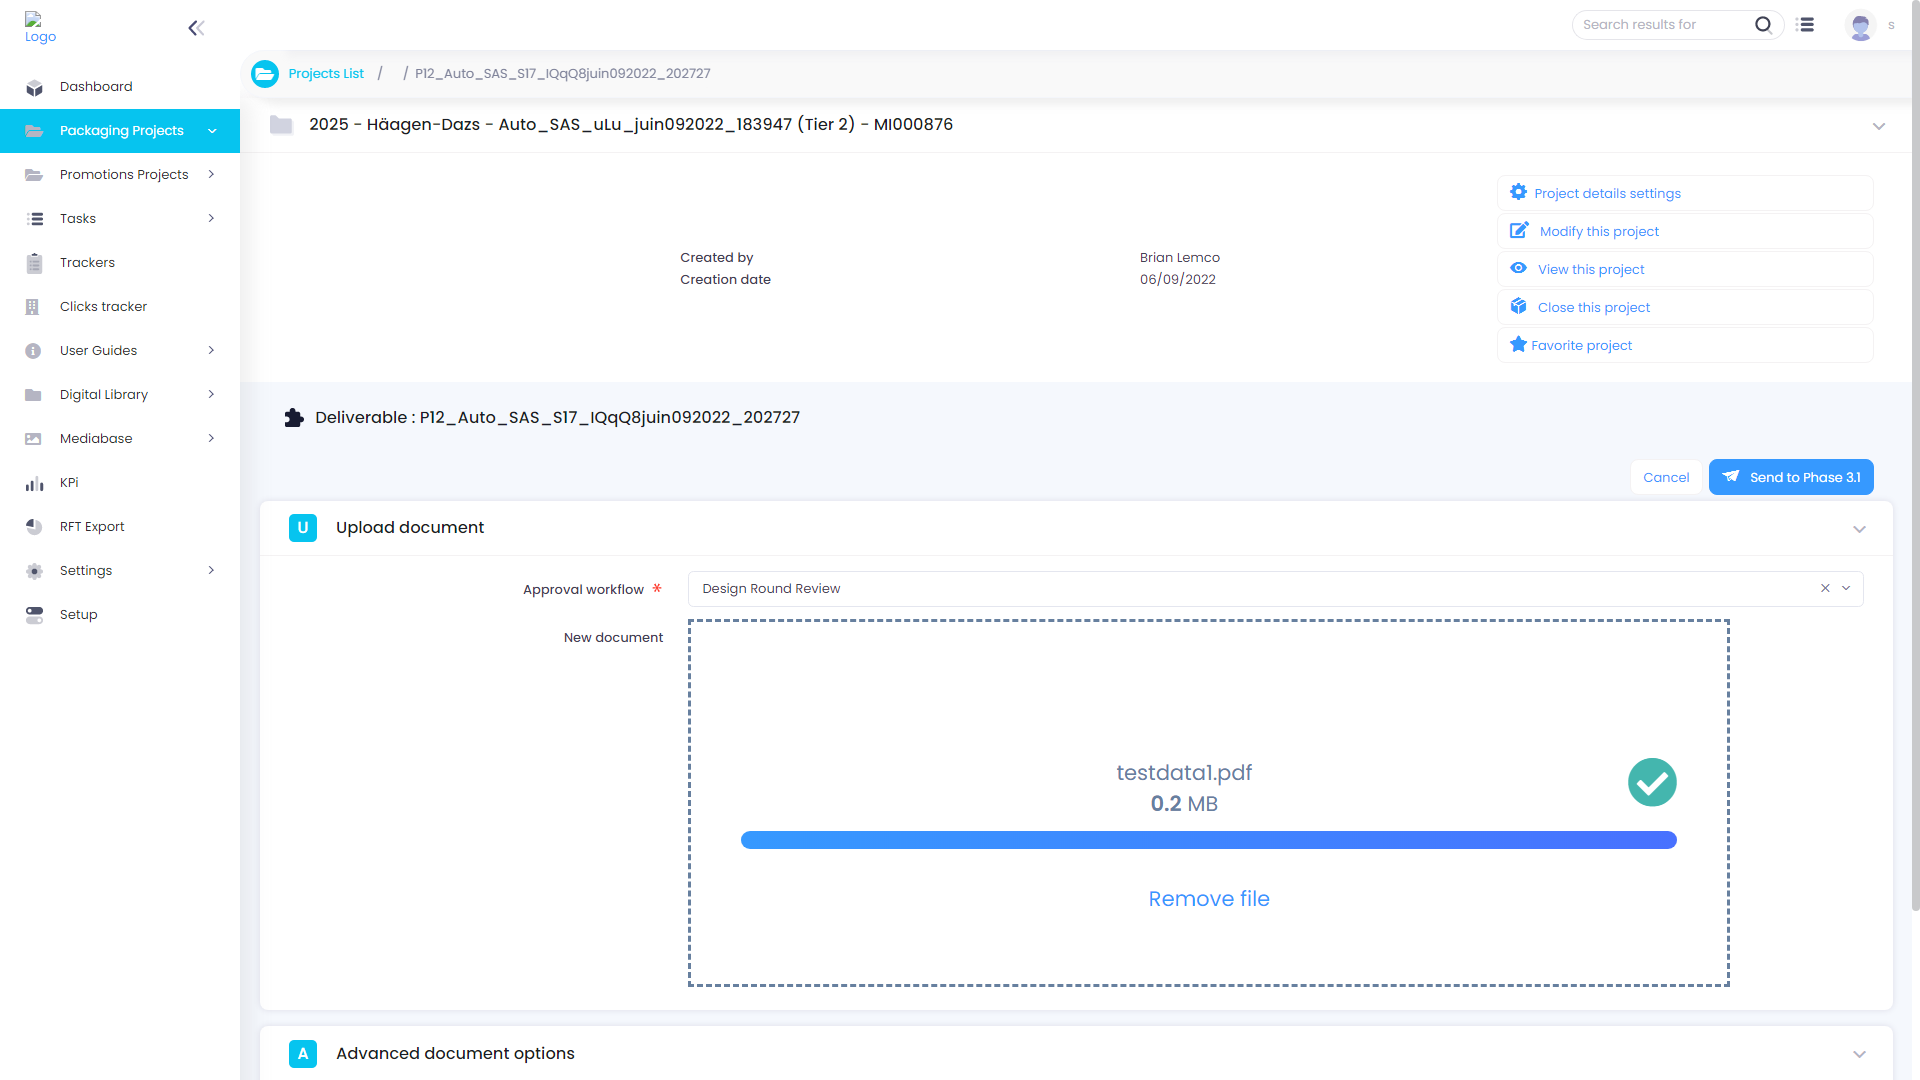 Logo
Search results for
s
Dashboard
Packaging Projects
Promotions Projects
Tasks
Trackers
Clicks tracker
User Guides
Digital Library
Mediabase
KPi
RFT Export
Settings
Setup
Projects List / / P12_Auto_SAS_S17_IQqQ8juin092022_202727
2025 - Häagen-Dazs - Auto_SAS_uLu_juin092022_183947 (Tier 2) - MI000876
Created by Brian Lemco
Creation date 06/09/2022
Project details settings
Modify this project
View this project
Close this project
Favorite project
Deliverable : P12_Auto_SAS_S17_IQqQ8juin092022_202727
Cancel
Send to Phase 3.1
U Upload document
Approval workflow * Design Round Review
New document
testdata1.pdf
0.2 MB
Remove file
A Advanced document options